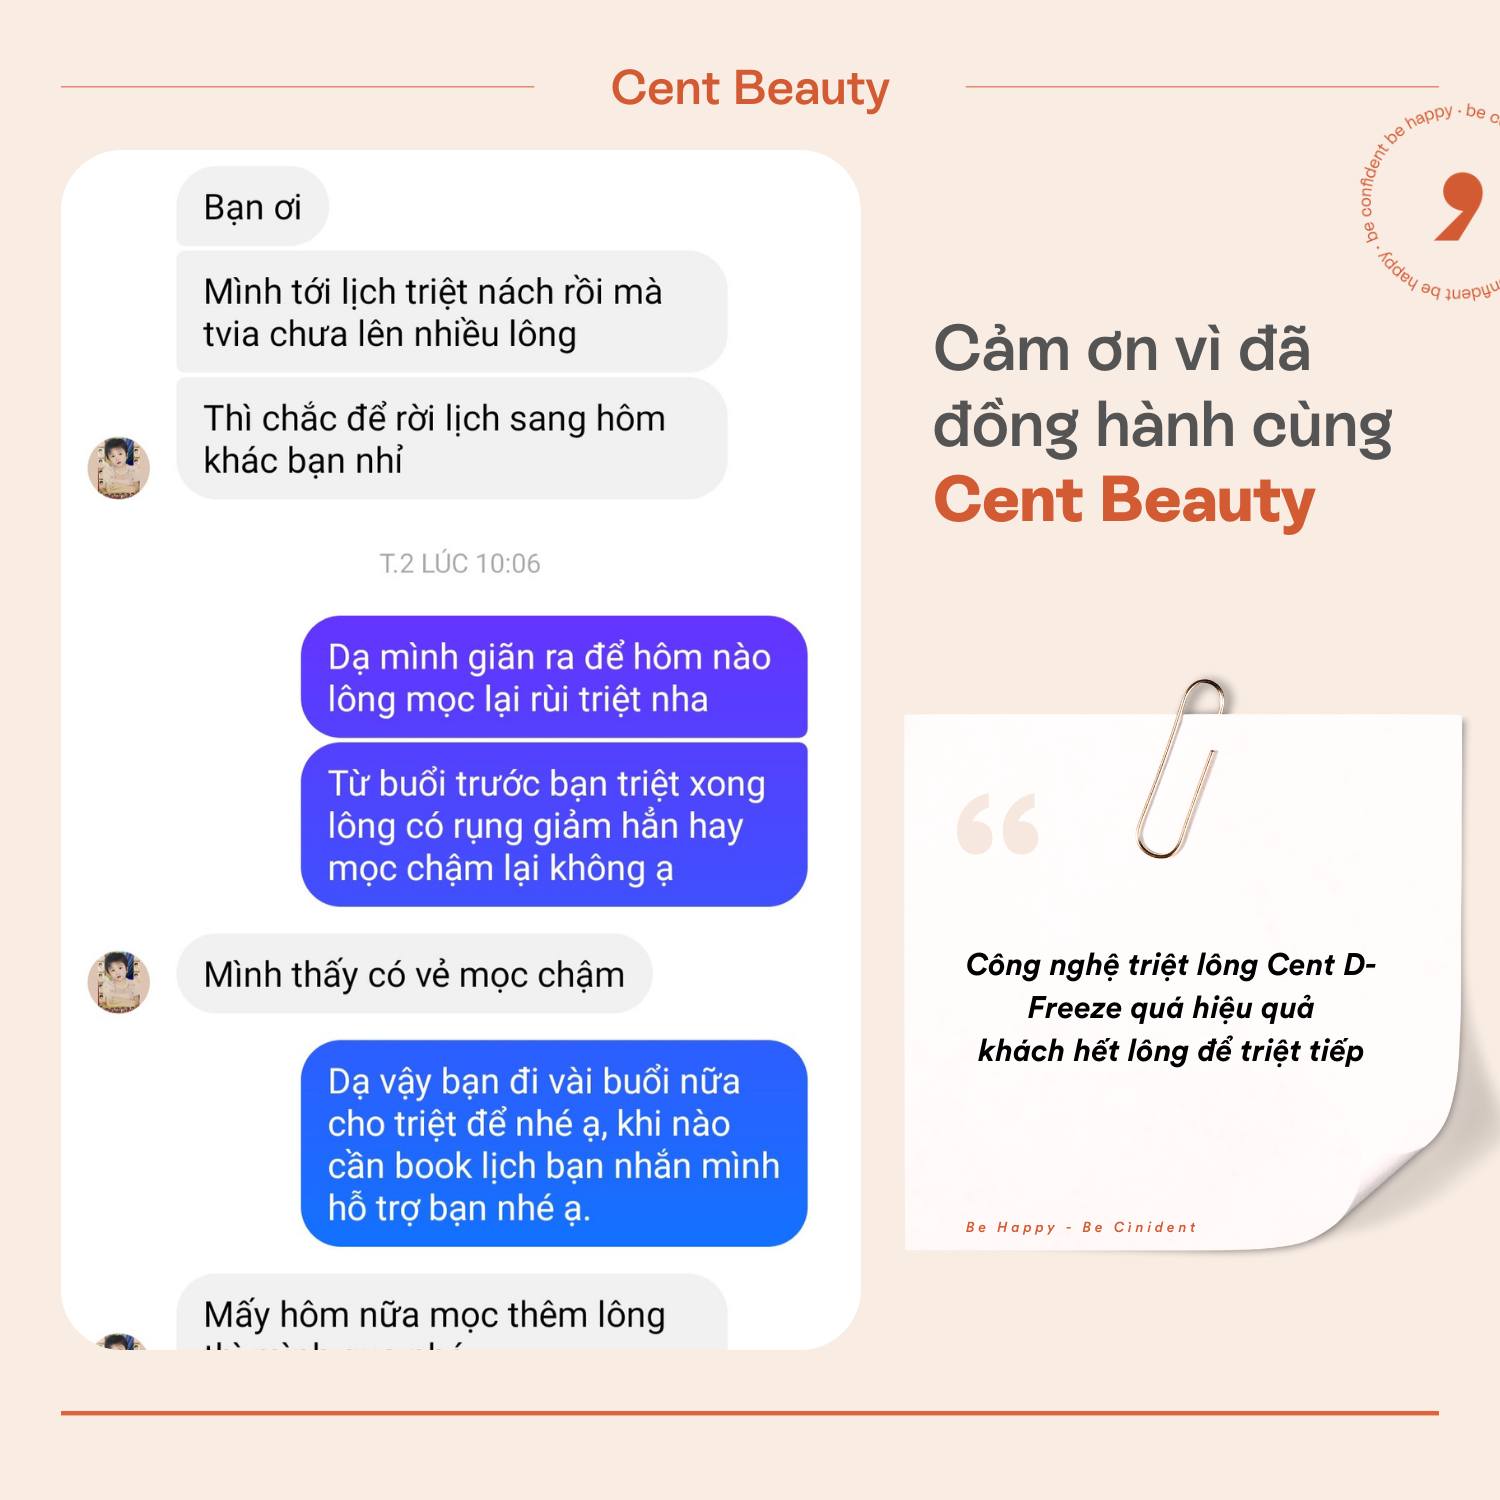 Cent Beauty
be confident be happy · be c
nfident be happy ·
Bạn ơi
Mình tới lịch triệt nách rồi mà
tvia chưa lên nhiều lông
Thì chắc để rời lịch sang hôm
khác bạn nhỉ
T.2 LÚC 10:06
Dạ mình giãn ra để hôm nào
lông mọc lại rùi triệt nha
Từ buổi trước bạn triệt xong
lông có rụng giảm hẳn hay
mọc chậm lại không ạ
Mình thấy có vẻ mọc chậm
Dạ vậy bạn đi vài buổi nữa
cho triệt để nhé ạ, khi nào
cần book lịch bạn nhắn mình
hỗ trợ bạn nhé ạ.
Mấy hôm nữa mọc thêm lông
Cảm ơn vì đã
đồng hành cùng
Cent Beauty
Công nghệ triệt lông Cent D-
Freeze quá hiệu quả
khách hết lông để triệt tiếp
Be Happy - Be Cinident